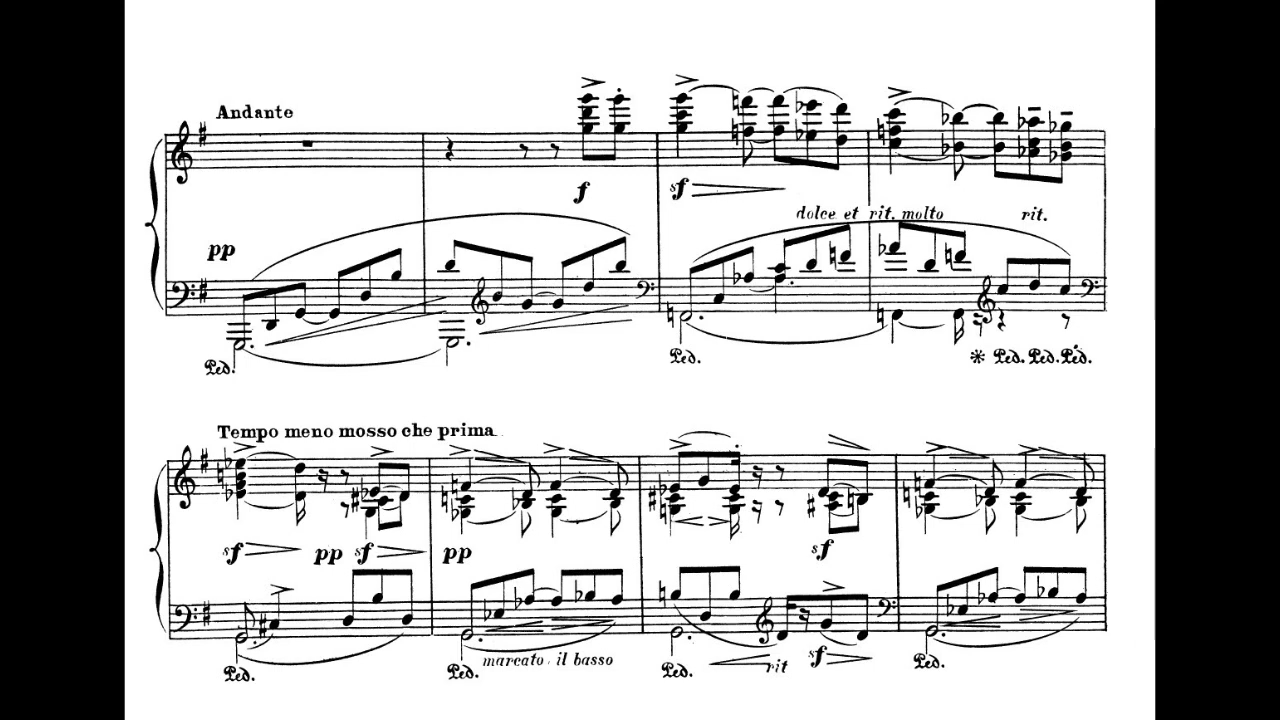 Andante
f
sf
dolce et rit. molto rit.
pp
Ped. Ped. Ped. Ped. Ped.
Tempo meno mosso che prima
sf pp sf pp sf
marcato il basso
rit sf
Ped. Ped. Ped. Ped.